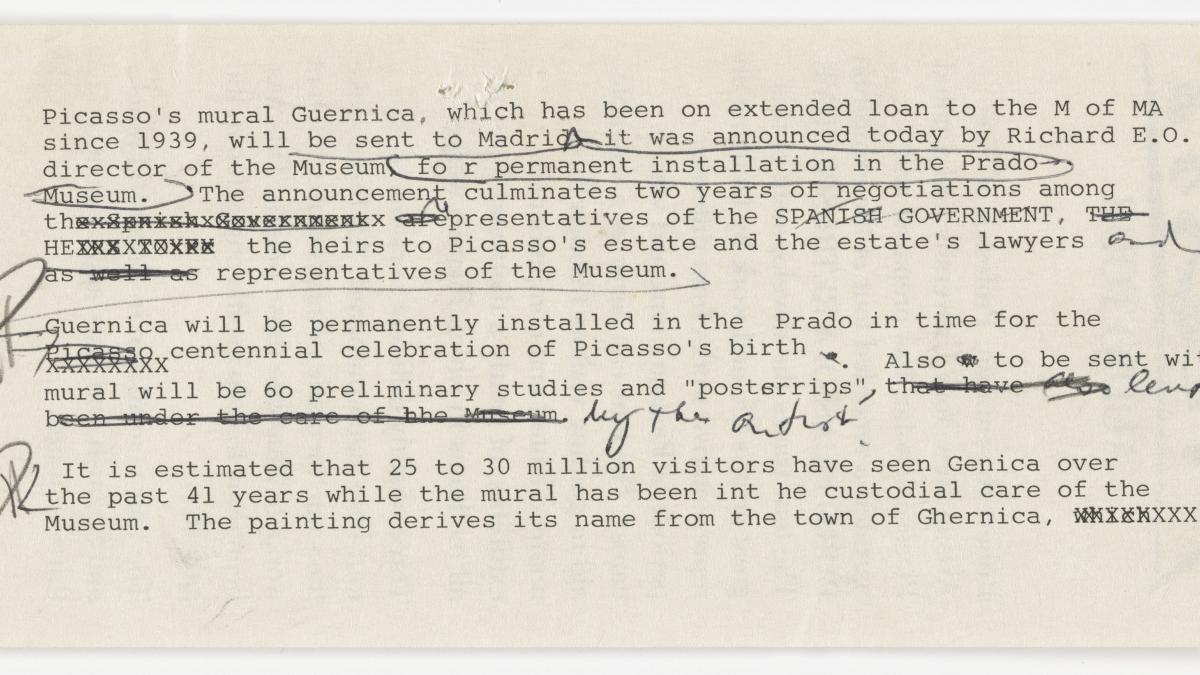 Picasso's mural Guernica, which has been on extended loan to the M of MA
since 1939, will be sent to Madrid it was announced today by Richard E.O.
director of the Museum, fo r permanent installation in the Prado
Museum. The announcement culminates two years of negotiations among
thexSpnishxGovernmentx representatives of the SPANISH GOVERNMENT, THE
HE the heirs to Picasso's estate and the estate's lawyers and
as well as representatives of the Museum.
Guernica will be permanently installed in the Prado in time for the
Picasso centennial celebration of Picasso's birth . Also to be sent wit
XXXXXXXX
mural will be 6o preliminary studies and "postsrrips", that have also
been under the care of hhe Museum. by the artist.
It is estimated that 25 to 30 million visitors have seen Genica over
the past 41 years while the mural has been int he custodial care of the
Museum. The painting derives its name from the town of Ghernica, whichXXX